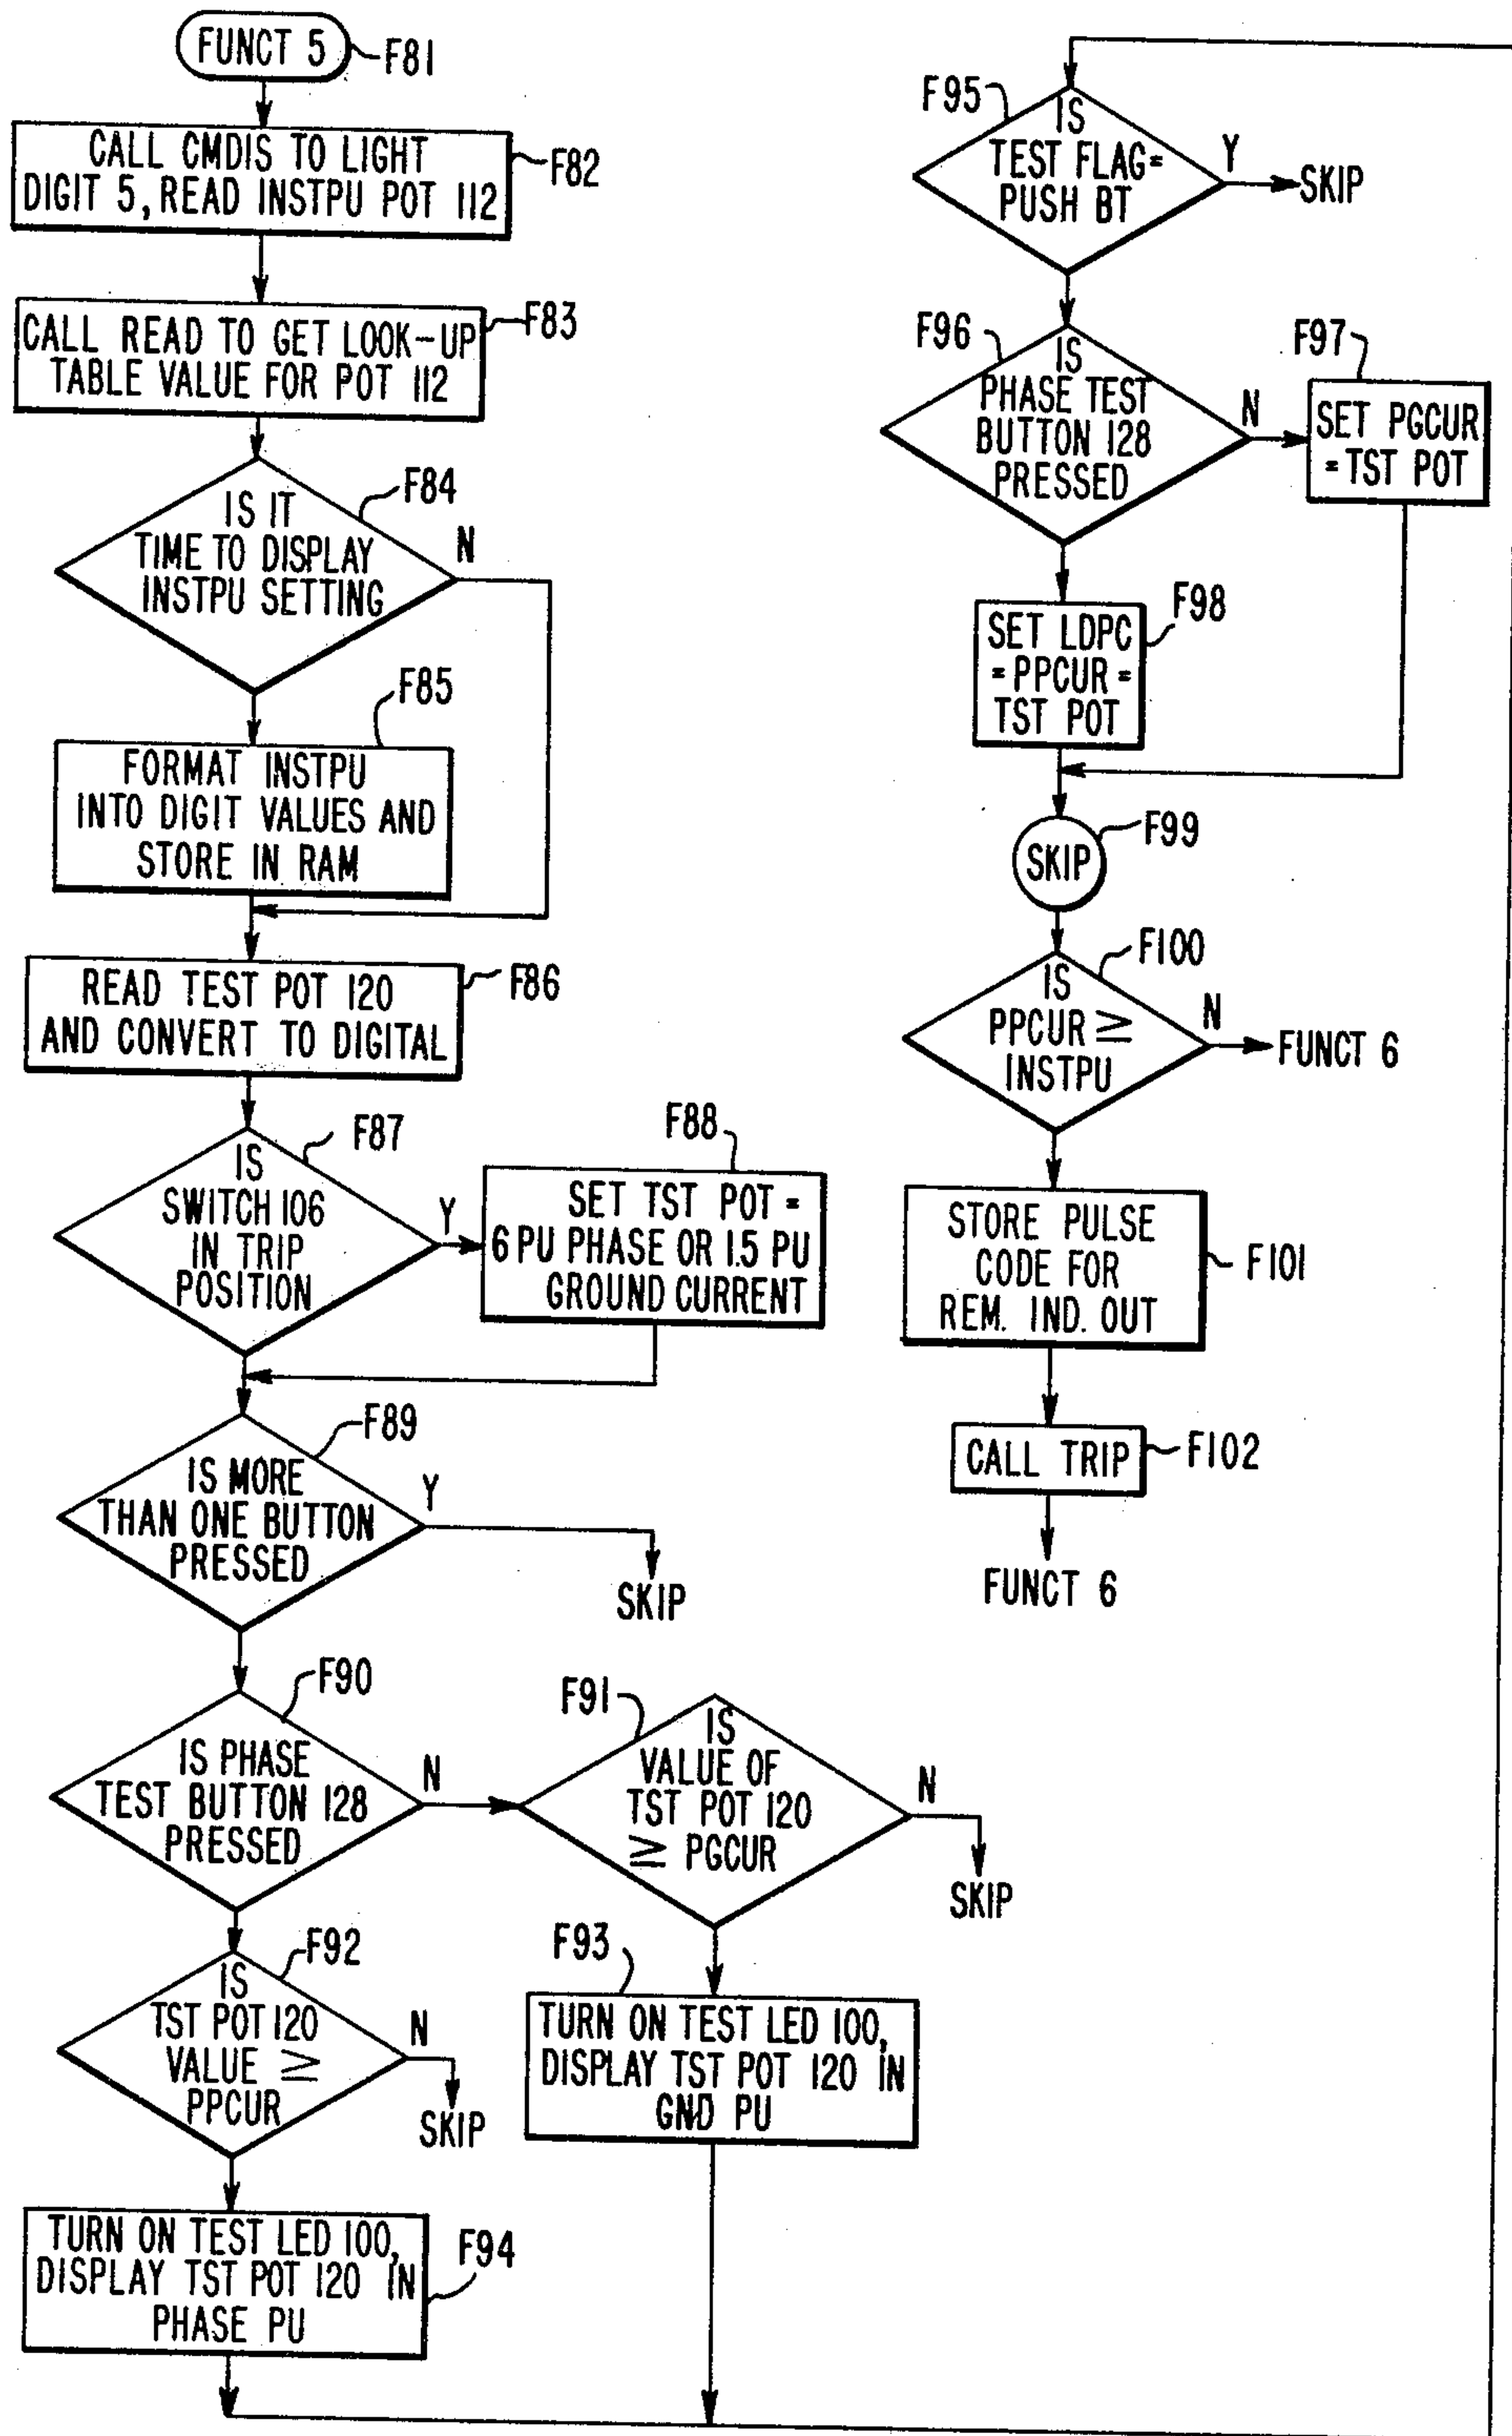 FUNCT 5
F81
CALL CMDIS TO LIGHT
DIGIT 5, READ INSTPU POT 112
F82
CALL READ TO GET LOOK-UP
TABLE VALUE FOR POT 112
F83
IS IT
TIME TO DISPLAY
INSTPU SETTING
F84
N
FORMAT INSTPU
INTO DIGIT VALUES AND
STORE IN RAM
F85
READ TEST POT 120
AND CONVERT TO DIGITAL
F86
IS
SWITCH 106
IN TRIP
POSITION
F87
Y
F88
SET TST POT =
6 PU PHASE OR 1.5 PU
GROUND CURRENT
F89
IS MORE
THAN ONE BUTTON
PRESSED
Y
SKIP
F90
IS PHASE
TEST BUTTON 128
PRESSED
N
F91
IS
VALUE OF
TST POT 120
≥ PGCUR
N
SKIP
F92
IS
TST POT 120
VALUE ≥
PPCUR
N
SKIP
F93
TURN ON TEST LED 100,
DISPLAY TST POT 120 IN
GND PU
TURN ON TEST LED 100,
DISPLAY TST POT 120 IN
PHASE PU
F94
F95
IS
TEST FLAG=
PUSH BT
Y
SKIP
F96
IS
PHASE TEST
BUTTON 128
PRESSED
N
F97
SET PGCUR
= TST POT
SET LDPC
= PPCUR =
TST POT
F98
SKIP
F99
F100
IS
PPCUR ≥
INSTPU
N
FUNCT 6
STORE PULSE
CODE FOR
REM. IND. OUT
F101
CALL TRIP
F102
FUNCT 6